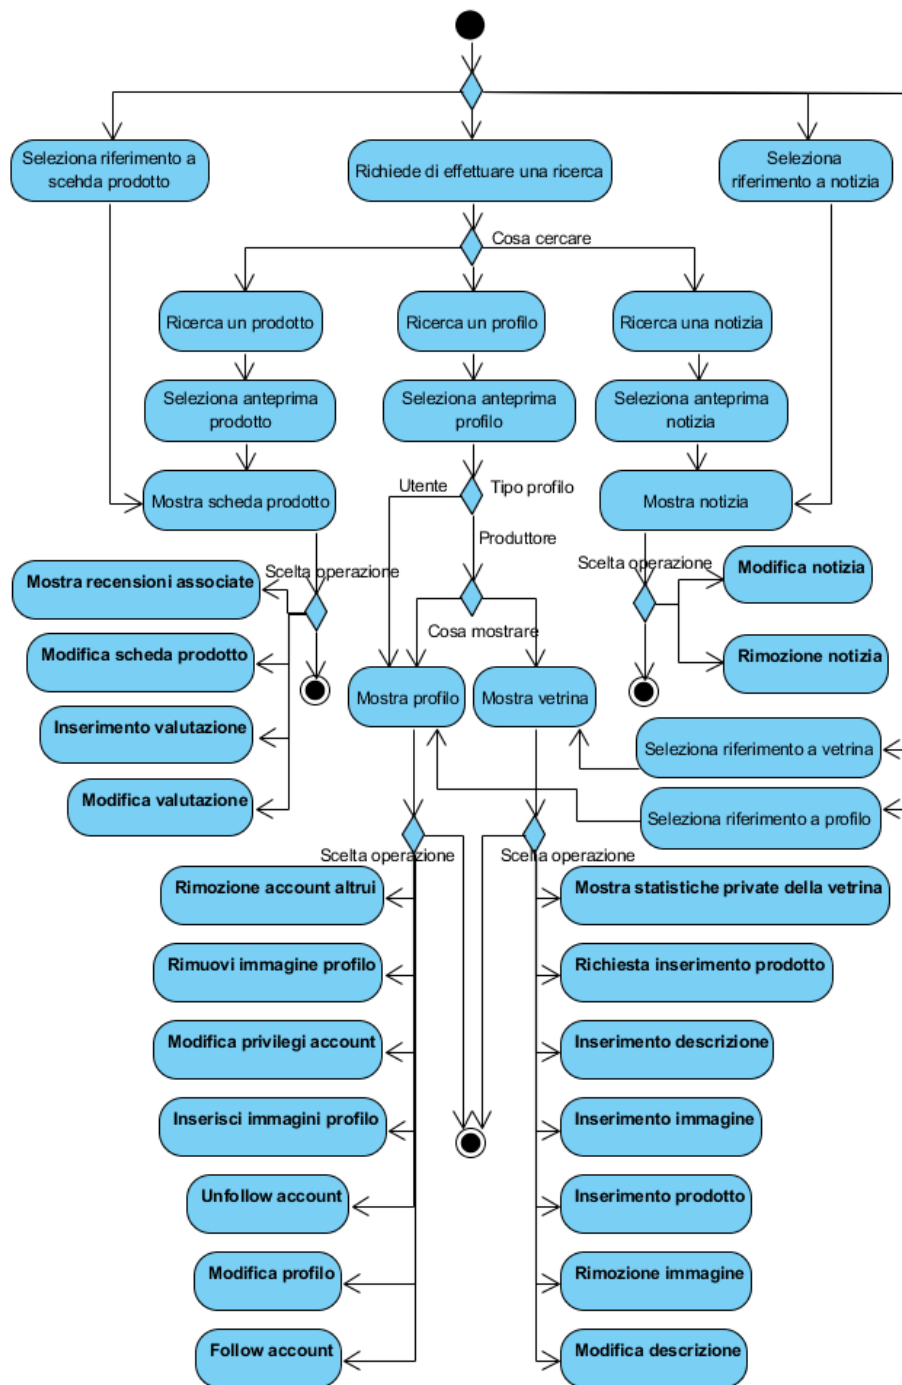 Seleziona riferimento a
scehda prodotto
Richiede di effettuare una ricerca
Seleziona
riferimento a notizia
Cosa cercare
Ricerca un prodotto
Ricerca un profilo
Ricerca una notizia
Seleziona anteprima
prodotto
Seleziona anteprima
profilo
Seleziona anteprima
notizia
Utente
Tipo profilo
Mostra scheda prodotto
Mostra notizia
Produttore
Scelta operazione
Scelta operazione
Mostra recensioni associate
Modifica notizia
Cosa mostrare
Modifica scheda prodotto
Rimozione notizia
Mostra profilo
Mostra vetrina
Inserimento valutazione
Seleziona riferimento a vetrina
Modifica valutazione
Seleziona riferimento a profilo
Scelta operazione
Scelta operazione
Rimozione account altrui
Mostra statistiche private della vetrina
Rimuovi immagine profilo
Richiesta inserimento prodotto
Modifica privilegi account
Inserimento descrizione
Inserisci immagini profilo
Inserimento immagine
Unfollow account
Inserimento prodotto
Modifica profilo
Rimozione immagine
Follow account
Modifica descrizione